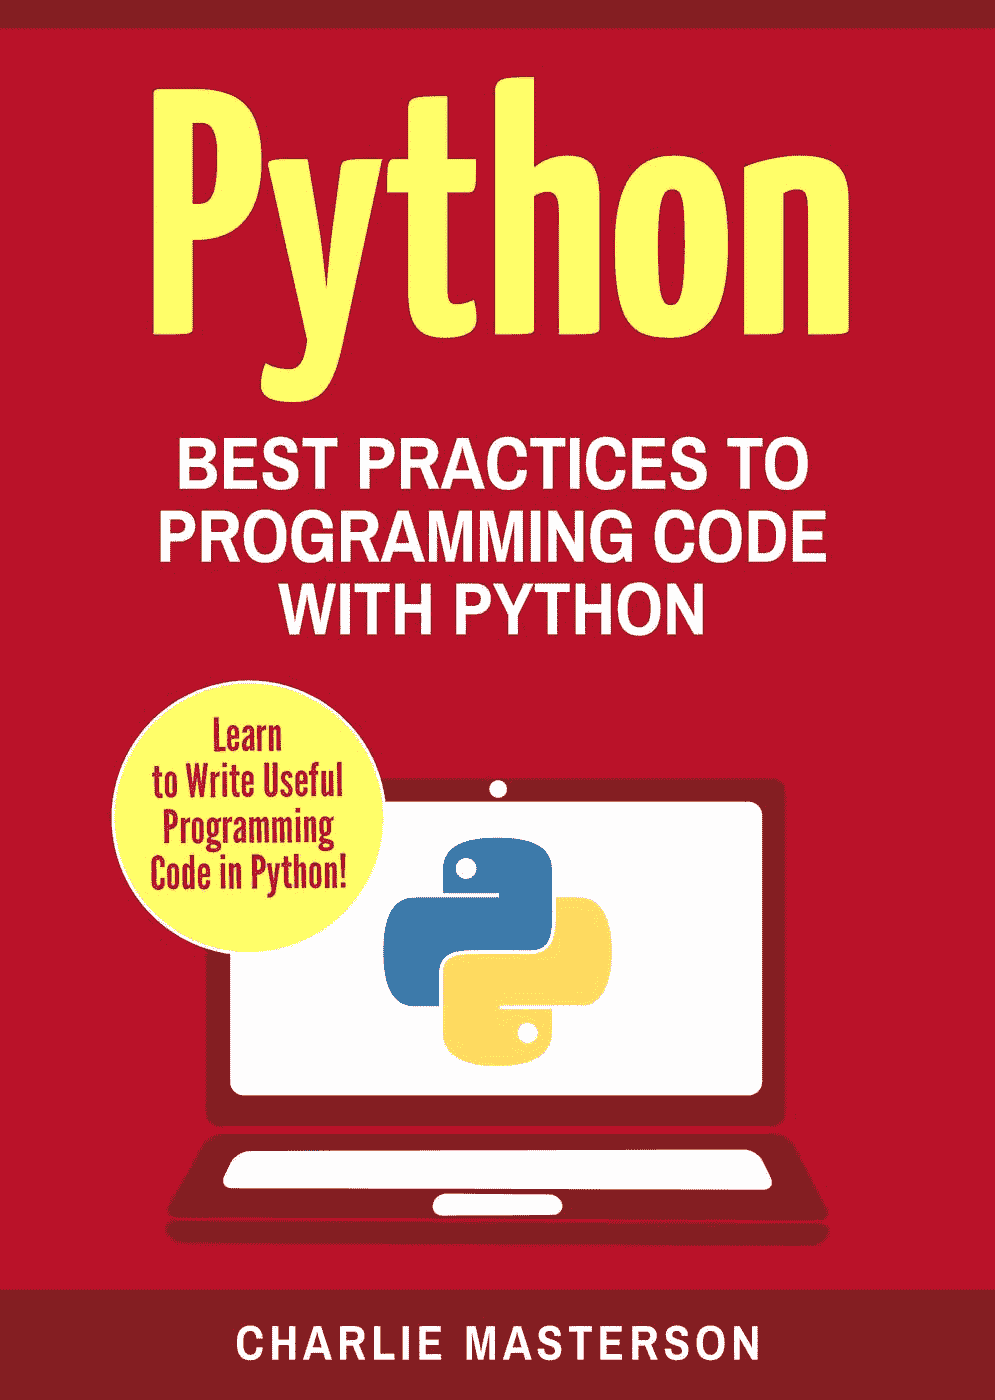 Python
BEST PRACTICES TO
PROGRAMMING CODE
WITH PYTHON
Learn
to Write Useful
Programming
Code in Python!
CHARLIE MASTERSON